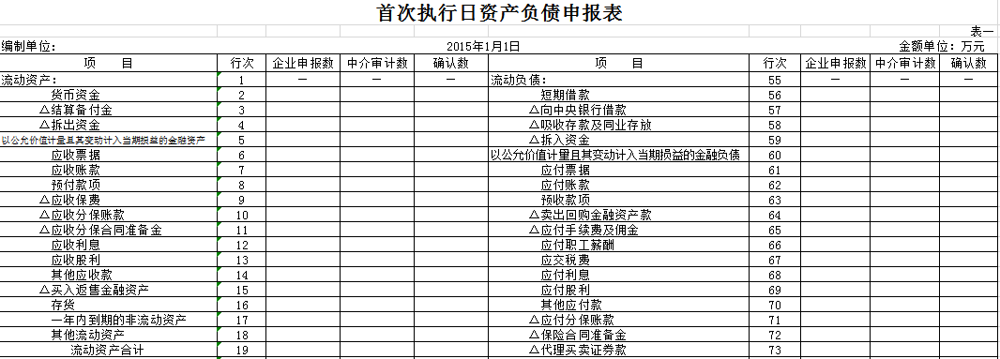 首次执行日资产负债申报表
表一
编制单位： 2015年1月1日 金额单位：万元
项 目 行次 企业申报数 中介审计数 确认数 项 目 行次 企业申报数 中介审计数 确认数
流动资产： 1 — — — 流动负债： 55 — — —
货币资金 2 短期借款 56
△结算备付金 3 △向中央银行借款 57
△拆出资金 4 △吸收存款及同业存放 58
以公允价值计量且其变动计入当期损益的金融资产 5 △拆入资金 59
应收票据 6 以公允价值计量且其变动计入当期损益的金融负债 60
应收账款 7 应付票据 61
预付款项 8 应付账款 62
△应收保费 9 预收款项 63
△应收分保账款 10 △卖出回购金融资产款 64
△应收分保合同准备金 11 △应付手续费及佣金 65
应收利息 12 应付职工薪酬 66
应收股利 13 应交税费 67
其他应收款 14 应付利息 68
△买入返售金融资产 15 应付股利 69
存货 16 其他应付款 70
一年内到期的非流动资产 17 △应付分保账款 71
其他流动资产 18 △保险合同准备金 72
流动资产合计 19 △代理买卖证券款 73